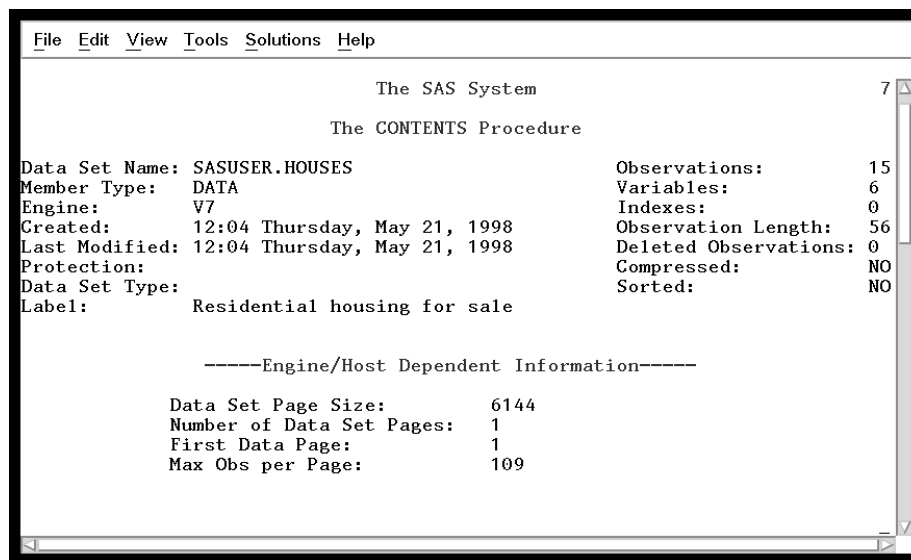 File Edit View Tools Solutions Help
The SAS System 7
The CONTENTS Procedure
Data Set Name: SASUSER.HOUSES Observations: 15
Member Type: DATA Variables: 6
Engine: V7 Indexes: 0
Created: 12:04 Thursday, May 21, 1998 Observation Length: 56
Last Modified: 12:04 Thursday, May 21, 1998 Deleted Observations: 0
Protection: Compressed: NO
Data Set Type: Sorted: NO
Label: Residential housing for sale
-----Engine/Host Dependent Information-----
Data Set Page Size: 6144
Number of Data Set Pages: 1
First Data Page: 1
Max Obs per Page: 109